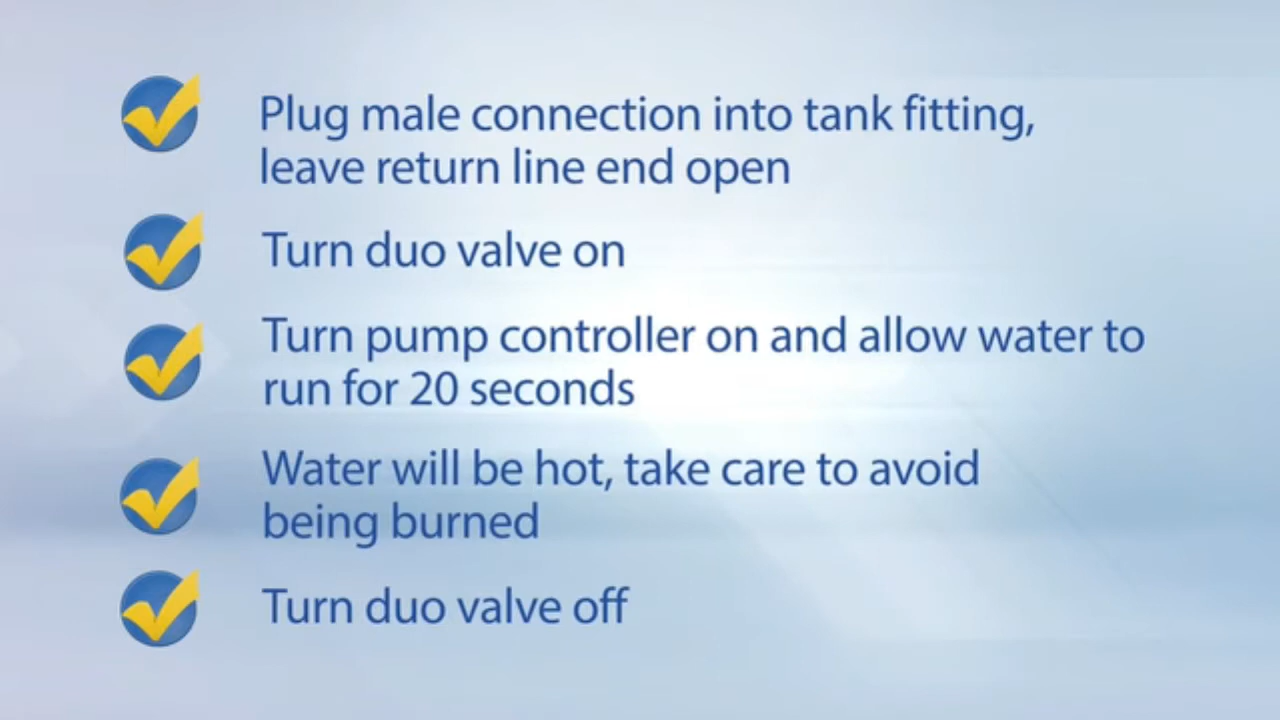 Plug male connection into tank fitting,
leave return line end open
Turn duo valve on
Turn pump controller on and allow water to
run for 20 seconds
Water will be hot, take care to avoid
being burned
Turn duo valve off